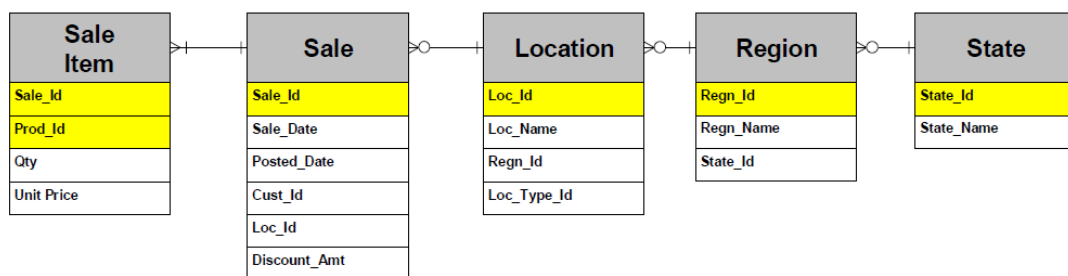 Sale
Item
Sale_Id
Prod_Id
Qty
Unit Price
Sale
Sale_Id
Sale_Date
Posted_Date
Cust_Id
Loc_Id
Discount_Amt
Location
Loc_Id
Loc_Name
Regn_Id
Loc_Type_Id
Region
Regn_Id
Regn_Name
State_Id
State
State_Id
State_Name